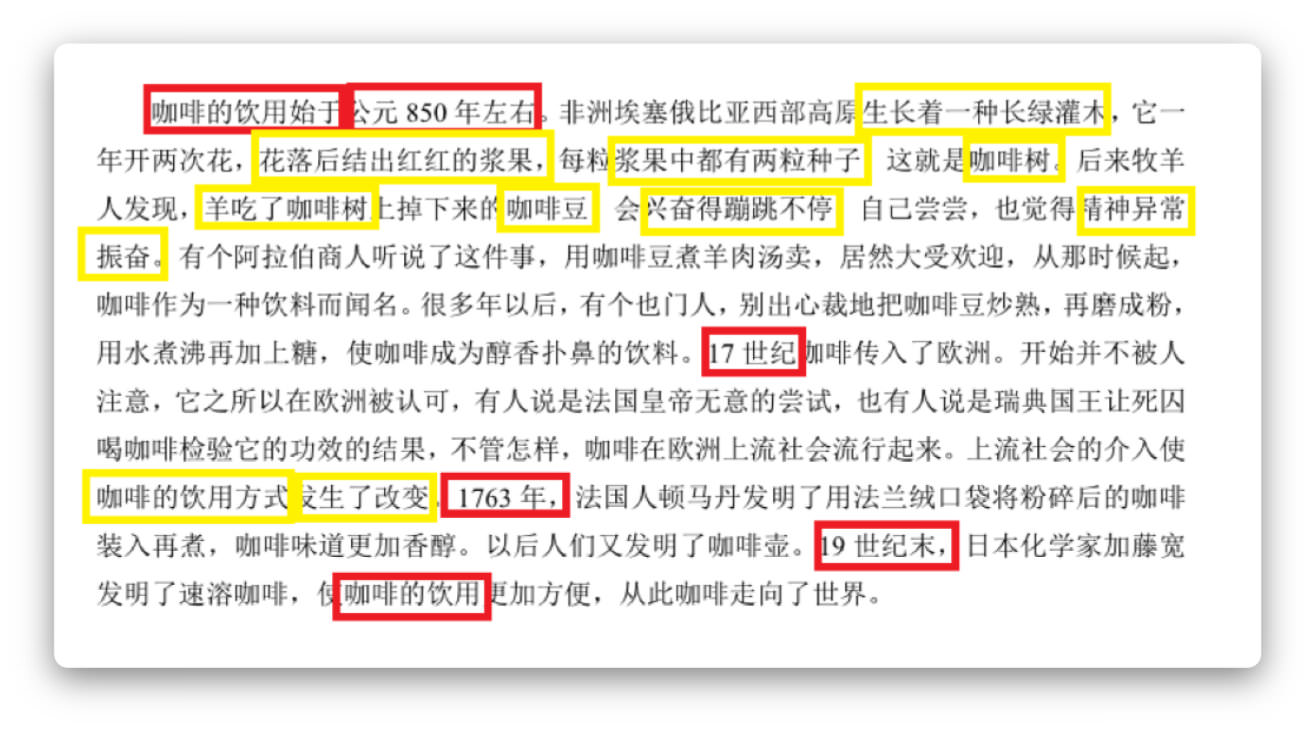 咖啡的饮用始于公元 850 年左右。非洲埃塞俄比亚西部高原生长着一种长绿灌木，它一
年开两次花，花落后结出红红的浆果，每粒浆果中都有两粒种子 这就是咖啡树。后来牧羊
人发现，羊吃了咖啡树上掉下来的咖啡豆 会兴奋得蹦跳不停 自己尝尝，也觉得精神异常
振奋。有个阿拉伯商人听说了这件事，用咖啡豆煮羊肉汤卖，居然大受欢迎，从那时候起，
咖啡作为一种饮料而闻名。很多年以后，有个也门人，别出心裁地把咖啡豆炒熟，再磨成粉，
用水煮沸再加上糖，使咖啡成为醇香扑鼻的饮料。17 世纪咖啡传入了欧洲。开始并不被人
注意，它之所以在欧洲被认可，有人说是法国皇帝无意的尝试，也有人说是瑞典国王让死囚
喝咖啡检验它的功效的结果，不管怎样，咖啡在欧洲上流社会流行起来。上流社会的介入使
咖啡的饮用方式发生了改变。1763 年，法国人顿马丹发明了用法兰绒口袋将粉碎后的咖啡
装入再煮，咖啡味道更加香醇。以后人们又发明了咖啡壶。19 世纪末，日本化学家加藤宽
发明了速溶咖啡，使咖啡的饮用更加方便，从此咖啡走向了世界。